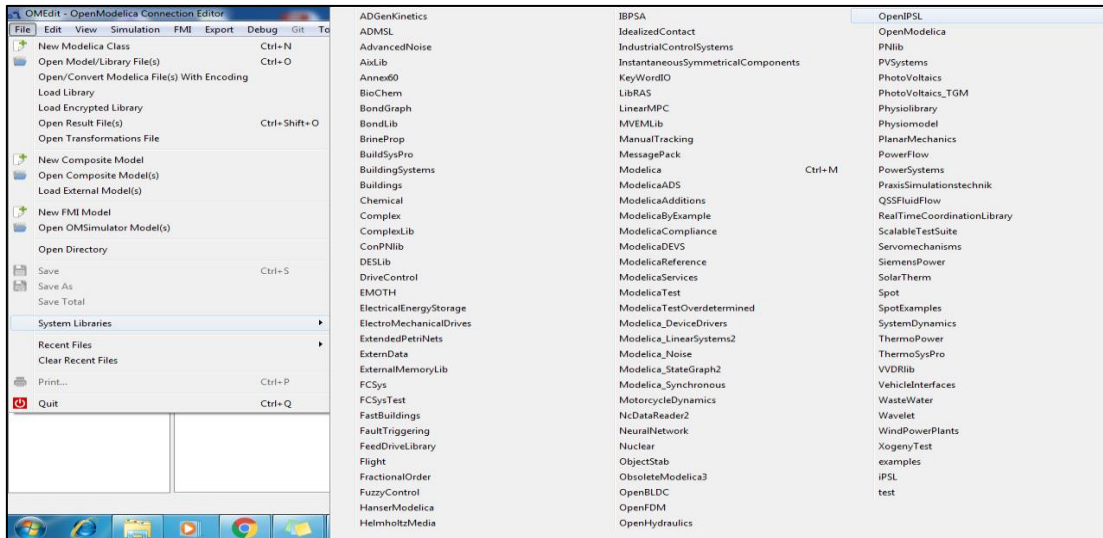 OMEdit - OpenModelica Connection Editor
File Edit View Simulation FMI Export Debug Git To
New Modelica Class Ctrl+N
Open Model/Library File(s) Ctrl+O
Open/Convert Modelica File(s) With Encoding
Load Library
Load Encrypted Library
Open Result File(s) Ctrl+Shift+O
Open Transformations File
New Composite Model
Open Composite Model(s)
Load External Model(s)
New FMI Model
Open OMSimulator Model(s)
Open Directory
Save Ctrl+S
Save As
Save Total
System Libraries
Recent Files
Clear Recent Files
Print... Ctrl+P
Quit Ctrl+Q
ADGenKinetics
ADMSL
AdvancedNoise
AixLib
Annex60
BioChem
BondGraph
BondLib
BrineProp
BuildSysPro
BuildingSystems
Buildings
Chemical
Complex
ComplexLib
ConPNlib
DESLib
DriveControl
EMOTH
ElectricalEnergyStorage
ElectroMechanicalDrives
ExtendedPetriNets
ExternData
ExternalMemoryLib
FCSys
FCSysTest
FastBuildings
FaultTriggering
FeedDriveLibrary
Flight
FractionalOrder
FuzzyControl
HanserModelica
HelmholtzMedia
IBPSA
IdealizedContact
IndustrialControlSystems
InstantaneousSymmetricalComponents
KeyWordIO
LibRAS
LinearMPC
MVEMLib
ManualTracking
MessagePack
Modelica Ctrl+M
ModelicaADS
ModelicaAdditions
ModelicaByExample
ModelicaCompliance
ModelicaDEVS
ModelicaReference
ModelicaServices
ModelicaTest
ModelicaTestOverdetermined
Modelica_DeviceDrivers
Modelica_LinearSystems2
Modelica_Noise
Modelica_StateGraph2
Modelica_Synchronous
MotorcycleDynamics
NcDataReader2
NeuralNetwork
Nuclear
ObjectStab
ObsoleteModelica3
OpenBLDC
OpenFDM
OpenHydraulics
OpenIPSL
OpenModelica
PNlib
PVSystems
PhotoVoltaics
PhotoVoltaics_TGM
Physiolibrary
Physiomodel
PlanarMechanics
PowerFlow
PowerSystems
PraxisSimulationstechnik
QSSFluidFlow
RealTimeCoordinationLibrary
ScalableTestSuite
Servomechanisms
SiemensPower
SolarTherm
Spot
SpotExamples
SystemDynamics
ThermoPower
ThermoSysPro
VVDRlib
VehicleInterfaces
WasteWater
Wavelet
WindPowerPlants
XogenyTest
examples
iPSL
test